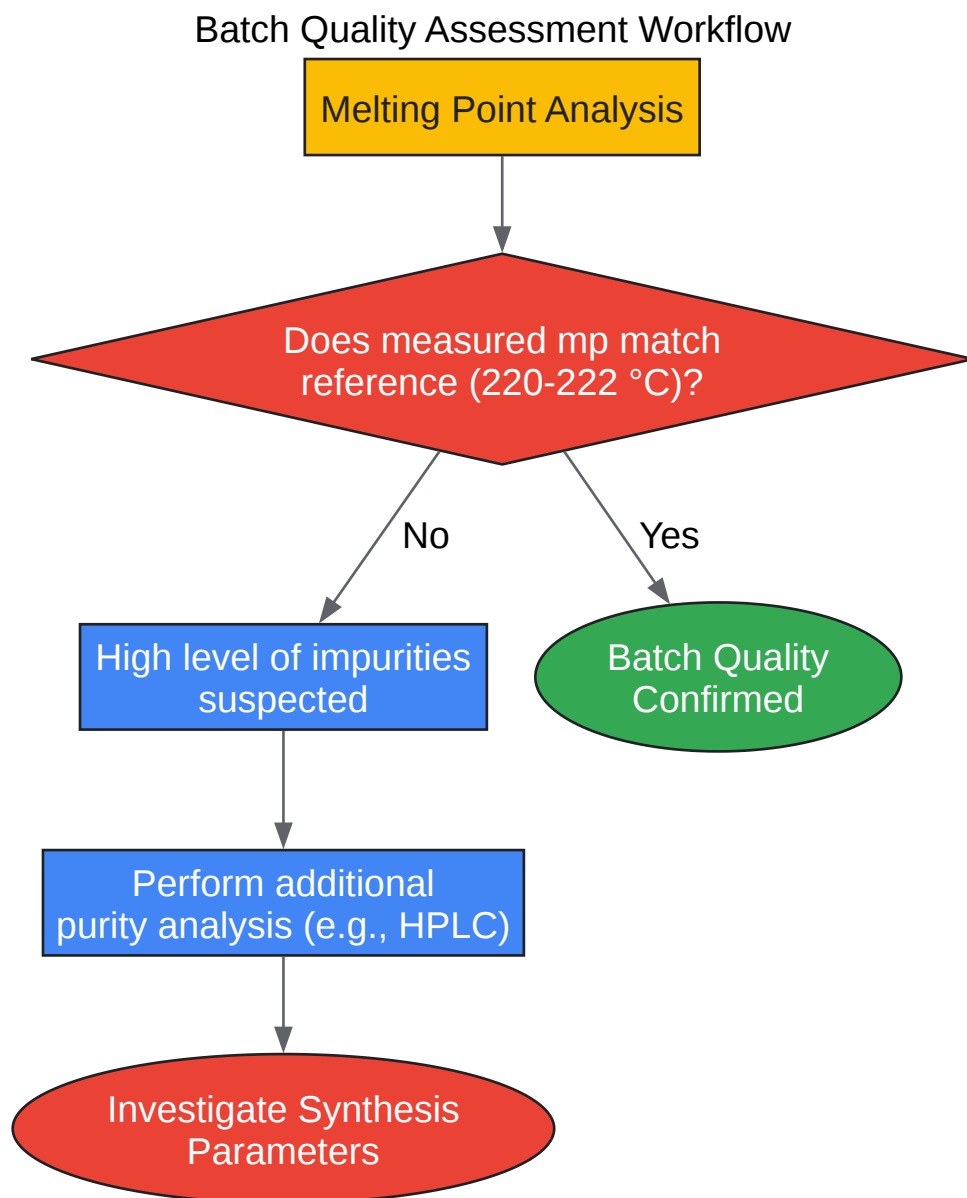 Batch Quality Assessment Workflow
Melting Point Analysis
Does measured mp match
reference (220-222 °C)?
No
Yes
High level of impurities
suspected
Batch Quality
Confirmed
Perform additional
purity analysis (e.g., HPLC)
Investigate Synthesis
Parameters